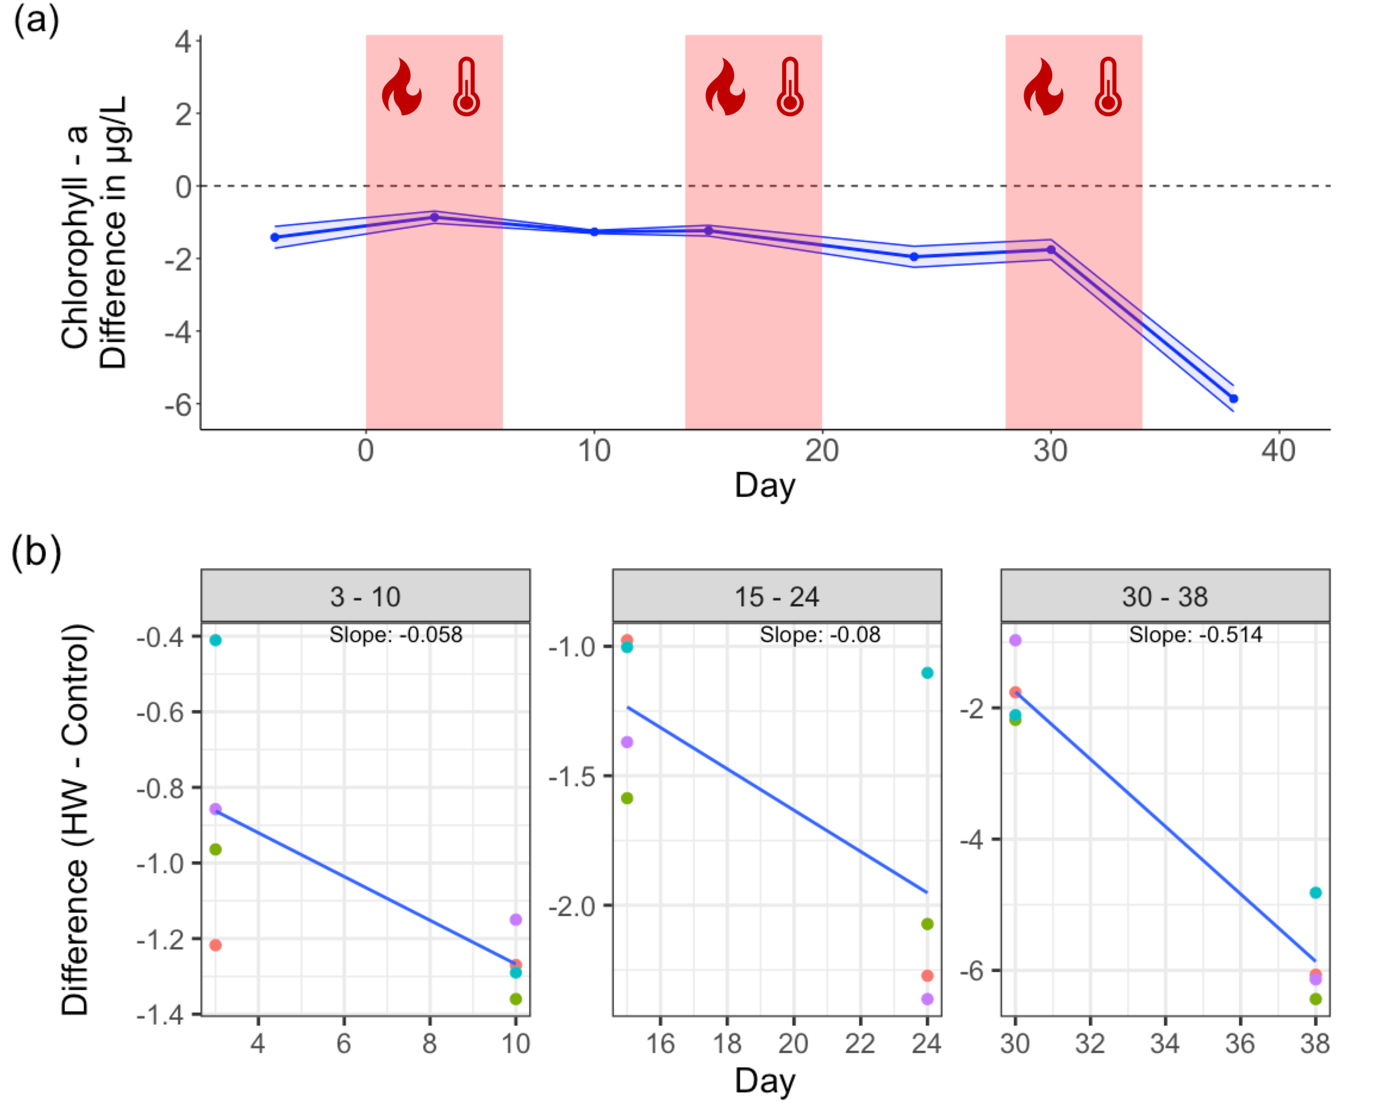 (a)
Chlorophyll - a
Difference in µg/L
4
2
0
-2
-4
-6
0 10 20 30 40
Day
(b)
Difference (HW - Control)
3 - 10
Slope: -0.058
-0.4
-0.6
-0.8
-1.0
-1.2
-1.4
4 6 8 10
15 - 24
Slope: -0.08
-1.0
-1.5
-2.0
16 18 20 22 24
30 - 38
Slope: -0.514
-2
-4
-6
30 32 34 36 38
Day